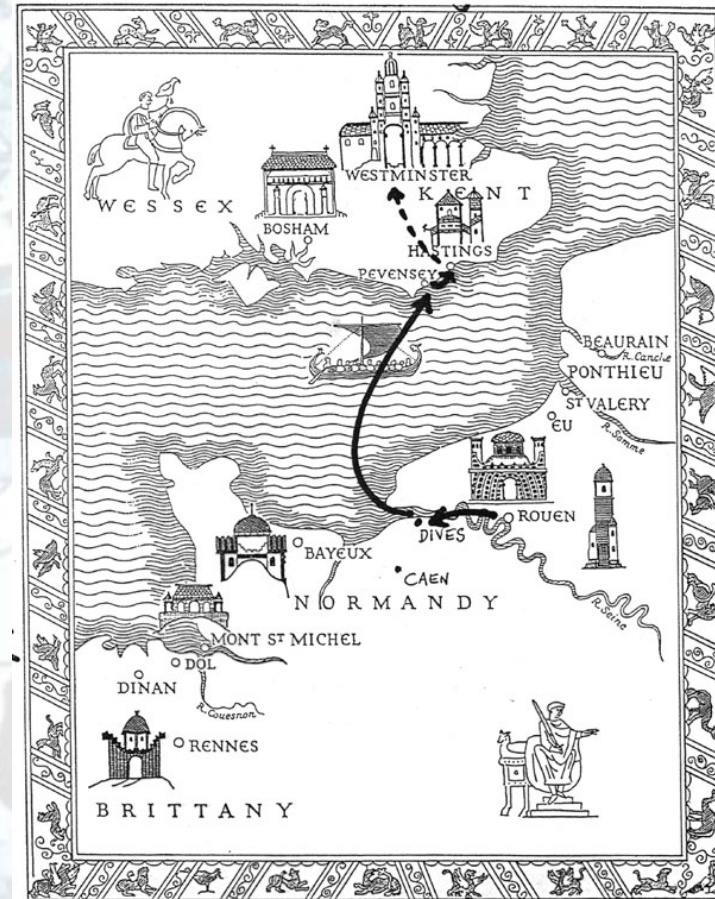 WESTMINSTER
KENT
WESSEX
BOSHAM
HASTINGS
PEVENSEY
BEAURAIN
R. Canche
PONTHIEU
ST VALERY
EU
R. Somme
ROUEN
DIVES
BAYEUX
CAEN
NORMANDY
R. Seine
MONT ST MICHEL
DOL
DINAN
R. Couesnon
RENNES
BRITTANY